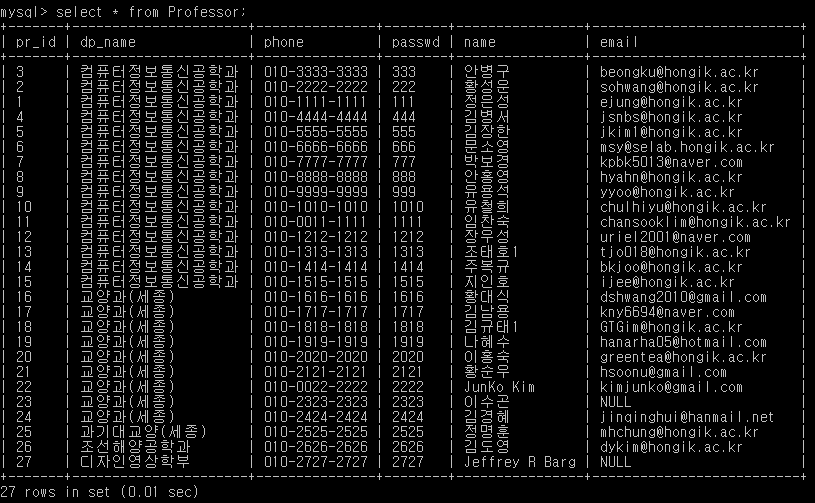 mysql> select * from Professor;
| pr_id | dp_name | phone | passwd | name | email |
| 3 | 컴퓨터정보통신공학과 | 010-3333-3333 | 333 | 안병구 | beongku@hongik.ac.kr |
| 2 | 컴퓨터정보통신공학과 | 010-2222-2222 | 222 | 황성운 | sohwang@hongik.ac.kr |
| 1 | 컴퓨터정보통신공학과 | 010-1111-1111 | 111 | 정은성 | ejung@hongik.ac.kr |
| 4 | 컴퓨터정보통신공학과 | 010-4444-4444 | 444 | 김병서 | jsnbs@hongik.ac.kr |
| 5 | 컴퓨터정보통신공학과 | 010-5555-5555 | 555 | 김장한 | jkim1@hongik.ac.kr |
| 6 | 컴퓨터정보통신공학과 | 010-6666-6666 | 666 | 문소영 | msy@selab.hongik.ac.kr |
| 7 | 컴퓨터정보통신공학과 | 010-7777-7777 | 777 | 박보경 | kpbk5013@naver.com |
| 8 | 컴퓨터정보통신공학과 | 010-8888-8888 | 888 | 안홍영 | hyahn@hongik.ac.kr |
| 9 | 컴퓨터정보통신공학과 | 010-9999-9999 | 999 | 유용석 | yyoo@hongik.ac.kr |
| 10 | 컴퓨터정보통신공학과 | 010-1010-1010 | 1010 | 유철희 | chulhiyu@hongik.ac.kr |
| 11 | 컴퓨터정보통신공학과 | 010-0011-1111 | 1111 | 임찬숙 | chansooklim@hongik.ac.kr |
| 12 | 컴퓨터정보통신공학과 | 010-1212-1212 | 1212 | 장우성 | uriel2001@naver.com |
| 13 | 컴퓨터정보통신공학과 | 010-1313-1313 | 1313 | 조태호1 | tjo018@hongik.ac.kr |
| 14 | 컴퓨터정보통신공학과 | 010-1414-1414 | 1414 | 주복규 | bkjoo@hongik.ac.kr |
| 15 | 컴퓨터정보통신공학과 | 010-1515-1515 | 1515 | 지인호 | ijee@hongik.ac.kr |
| 16 | 교양과(세종) | 010-1616-1616 | 1616 | 황대식 | dshwang2010@gmail.com |
| 17 | 교양과(세종) | 010-1717-1717 | 1717 | 김남용 | kny6694@naver.com |
| 18 | 교양과(세종) | 010-1818-1818 | 1818 | 김규태1 | GTGim@hongik.ac.kr |
| 19 | 교양과(세종) | 010-1919-1919 | 1919 | 나혜수 | hanarha05@hotmail.com |
| 20 | 교양과(세종) | 010-2020-2020 | 2020 | 이홍숙 | greentea@hongik.ac.kr |
| 21 | 교양과(세종) | 010-2121-2121 | 2121 | 황순우 | hsoonu@gmail.com |
| 22 | 교양과(세종) | 010-0022-2222 | 2222 | JunKo Kim | kimjunko@gmail.com |
| 23 | 교양과(세종) | 010-2323-2323 | 2323 | 이수곤 | NULL |
| 24 | 교양과(세종) | 010-2424-2424 | 2424 | 김경혜 | jinqinghui@hanmail.net |
| 25 | 과기대교양(세종) | 010-2525-2525 | 2525 | 정명훈 | mhchung@hongik.ac.kr |
| 26 | 조선해양공학과 | 010-2626-2626 | 2626 | 김도영 | dykim@hongik.ac.kr |
| 27 | 디자인영상학부 | 010-2727-2727 | 2727 | Jeffrey R Barg | NULL |
27 rows in set (0.01 sec)